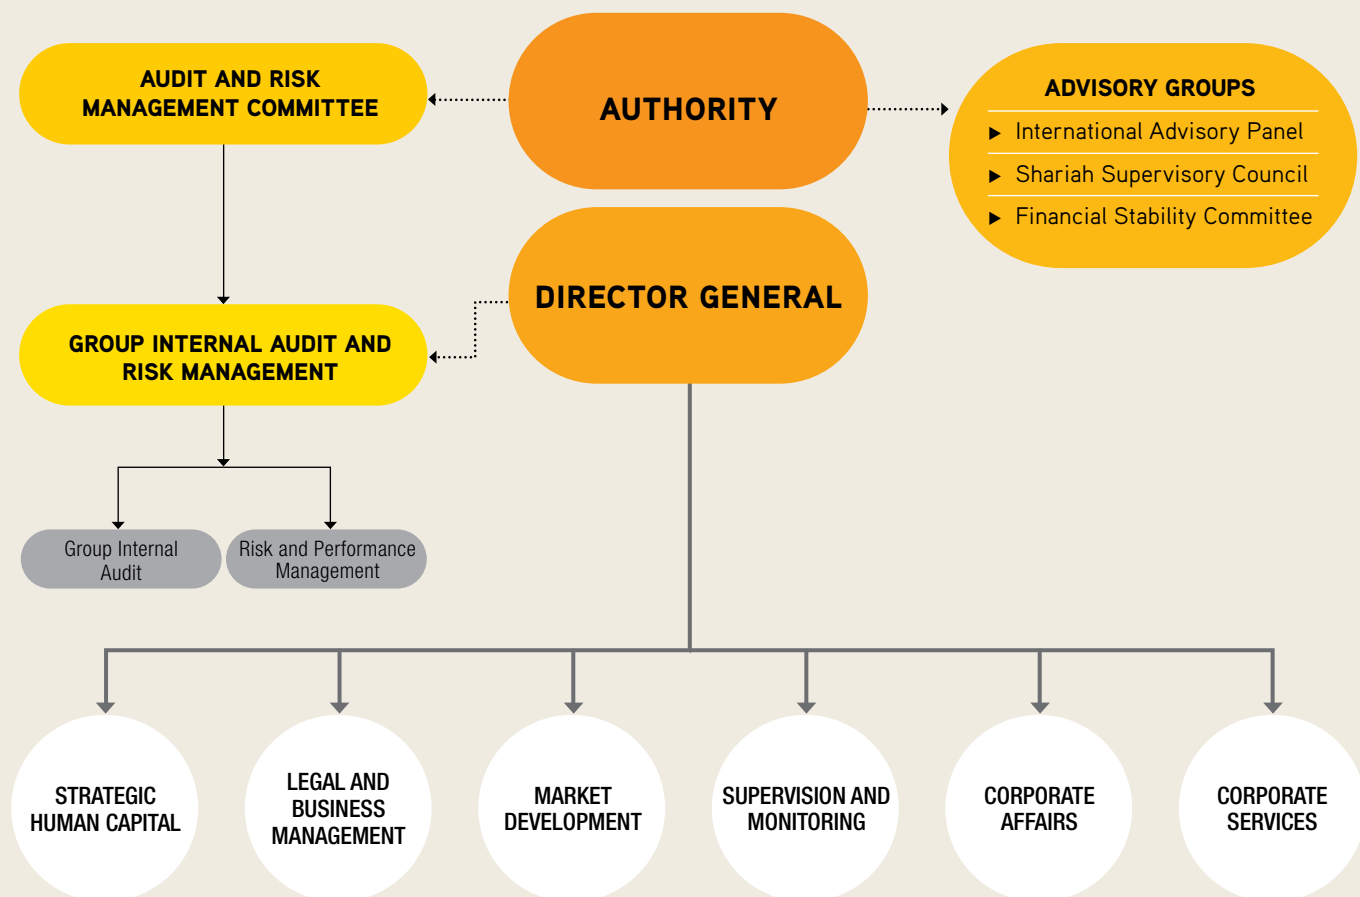 AUDIT AND RISK
MANAGEMENT COMMITTEE
AUTHORITY
ADVISORY GROUPS
► International Advisory Panel
► Shariah Supervisory Council
► Financial Stability Committee
DIRECTOR GENERAL
GROUP INTERNAL AUDIT AND
RISK MANAGEMENT
Group Internal
Audit
Risk and Performance
Management
STRATEGIC
HUMAN CAPITAL
LEGAL AND
BUSINESS
MANAGEMENT
MARKET
DEVELOPMENT
SUPERVISION AND
MONITORING
CORPORATE
AFFAIRS
CORPORATE
SERVICES